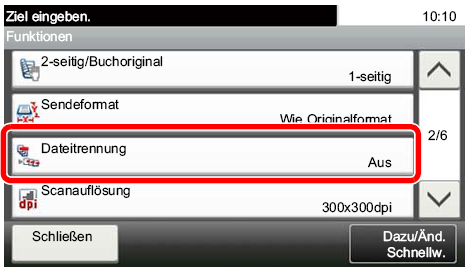 Ziel eingeben.
10:10
Funktionen
2-seitig/Buchoriginal
1-seitig
Sendeformat
Wie Originalformat
Dateitrennung
Aus
2/6
Scanauflösung
dpi
300x300dpi
Schließen
Dazu/Änd.
Schnellw.